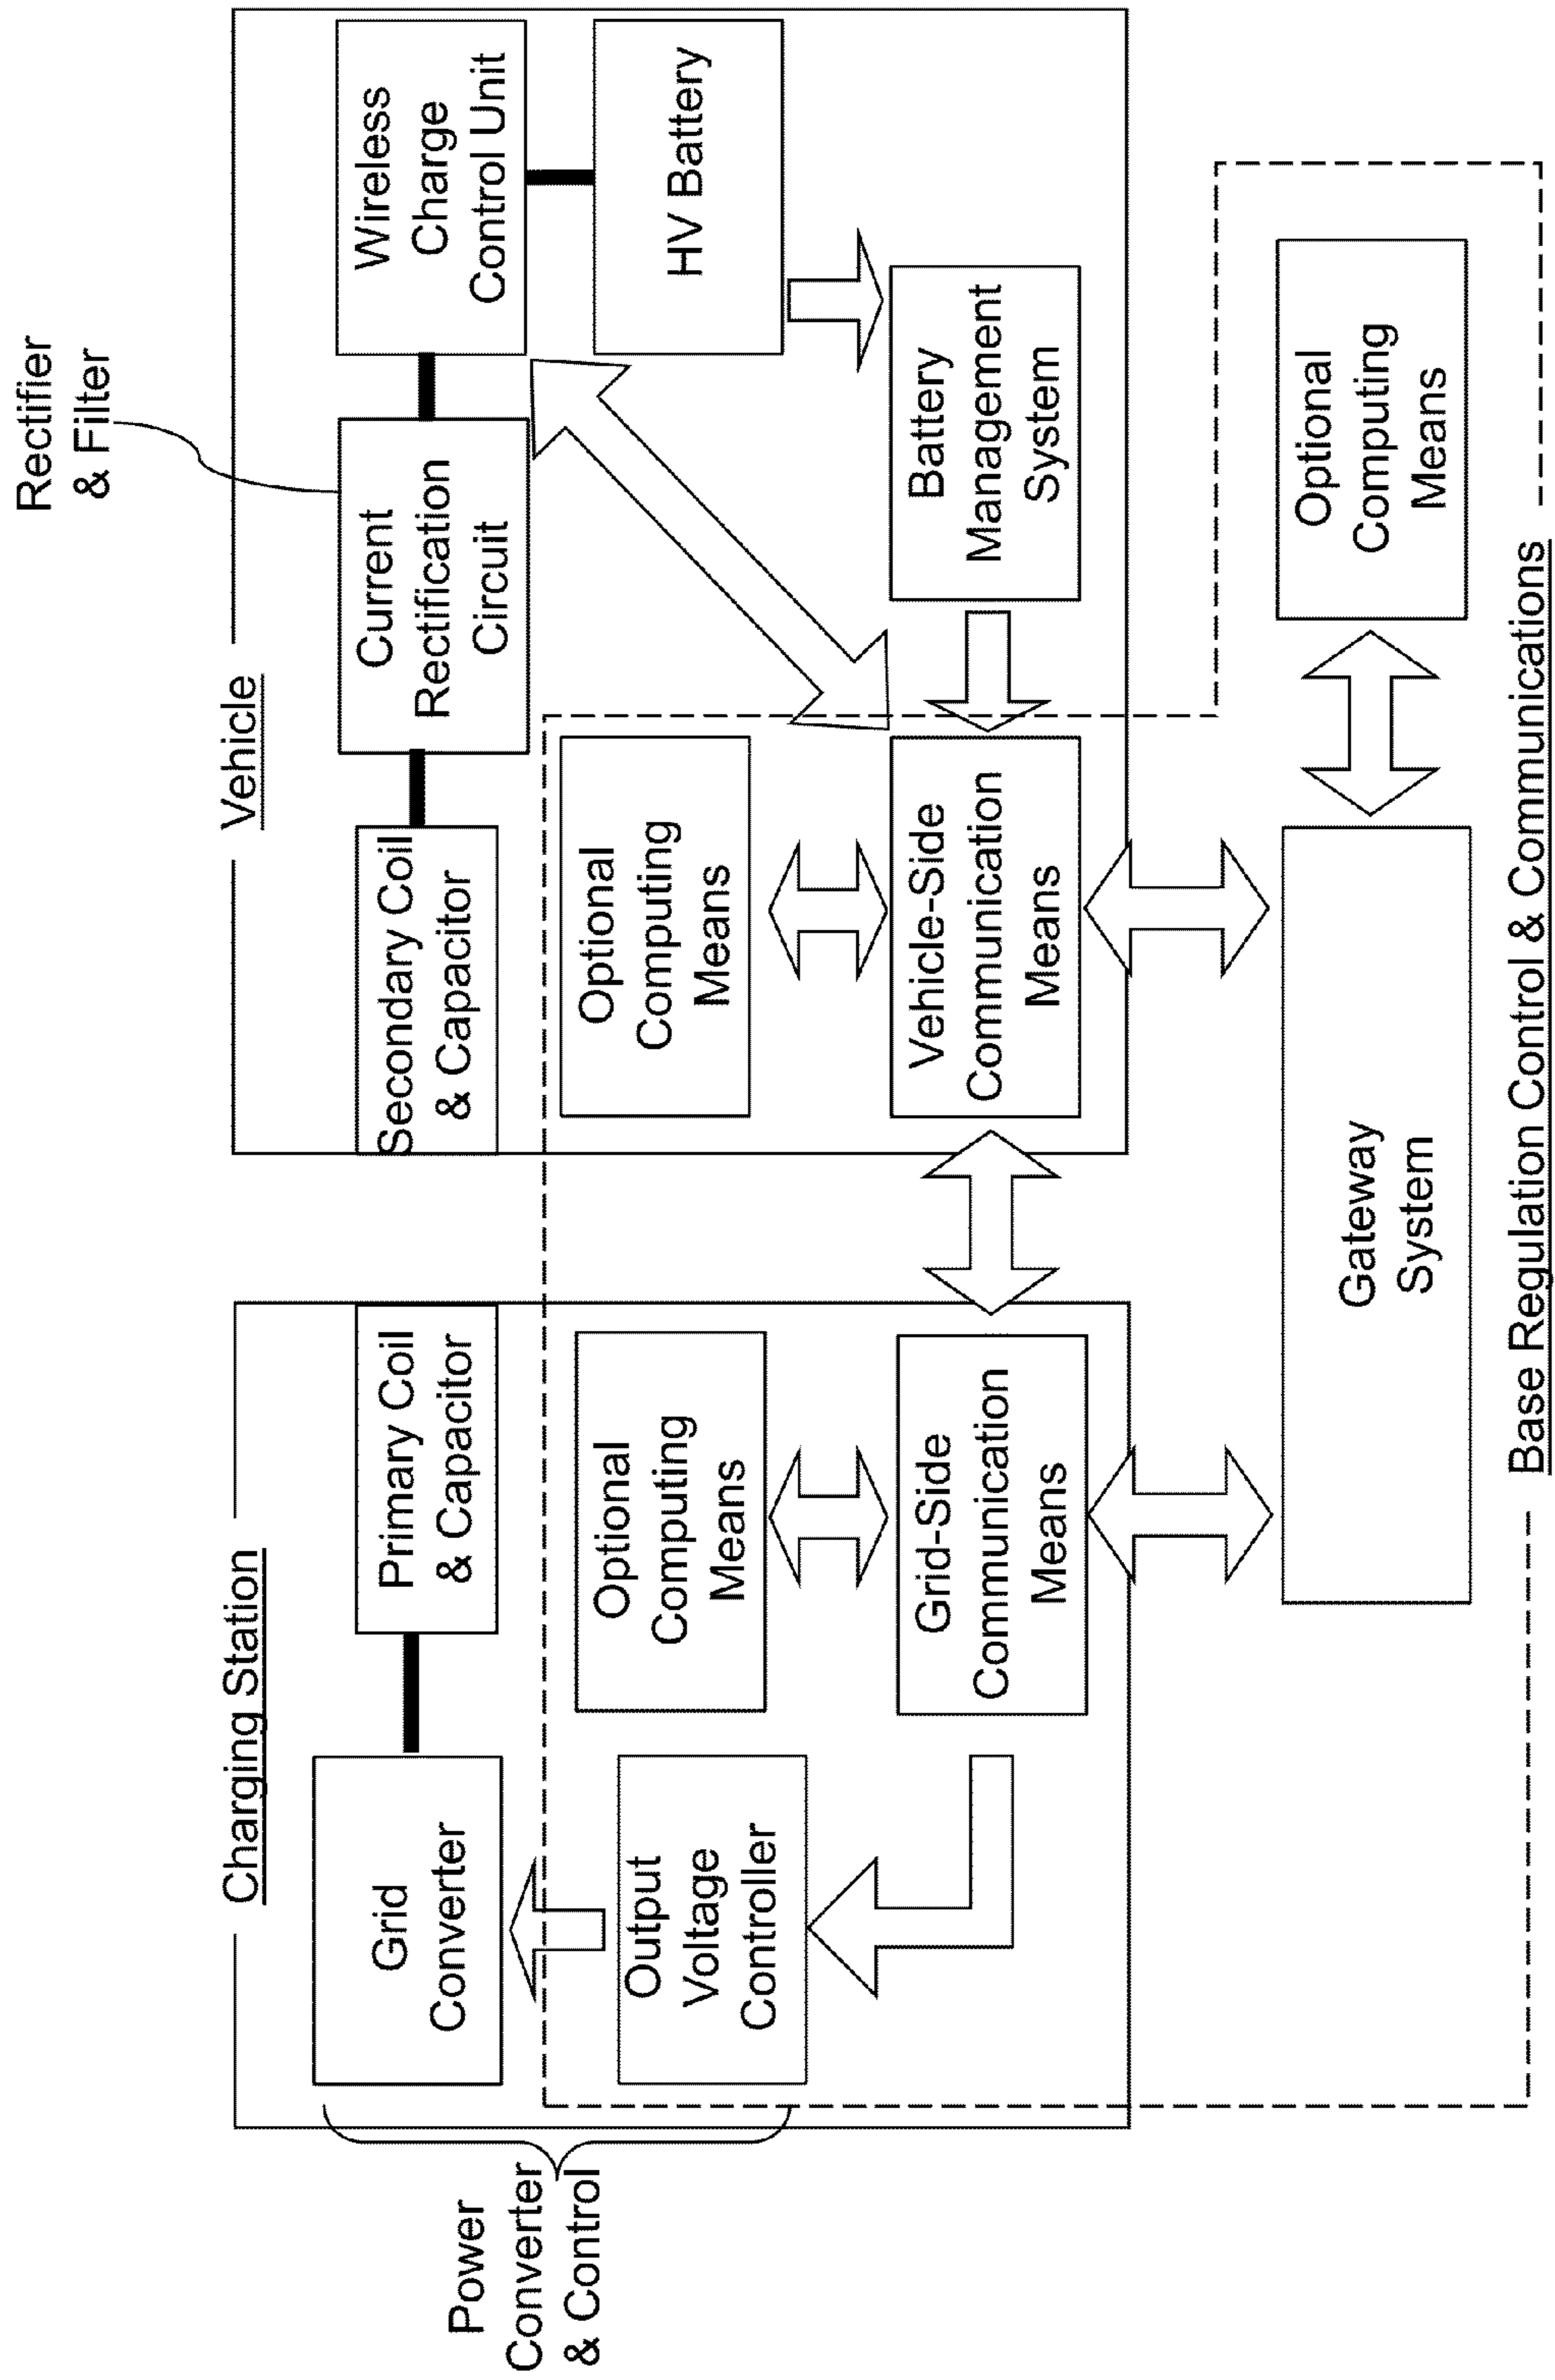 Rectifier
& Filter
Charging Station
Vehicle
Power
Converter
& Control
Grid
Converter
Primary Coil
& Capacitor
Secondary Coil
& Capacitor
Current
Rectification
Circuit
Wireless
Charge
Control Unit
Output
Voltage
Controller
Optional
Computing
Means
Optional
Computing
Means
HV Battery
Grid-Side
Communication
Means
Vehicle-Side
Communication
Means
Battery
Management
System
Gateway
System
Optional
Computing
Means
Base Regulation Control & Communications